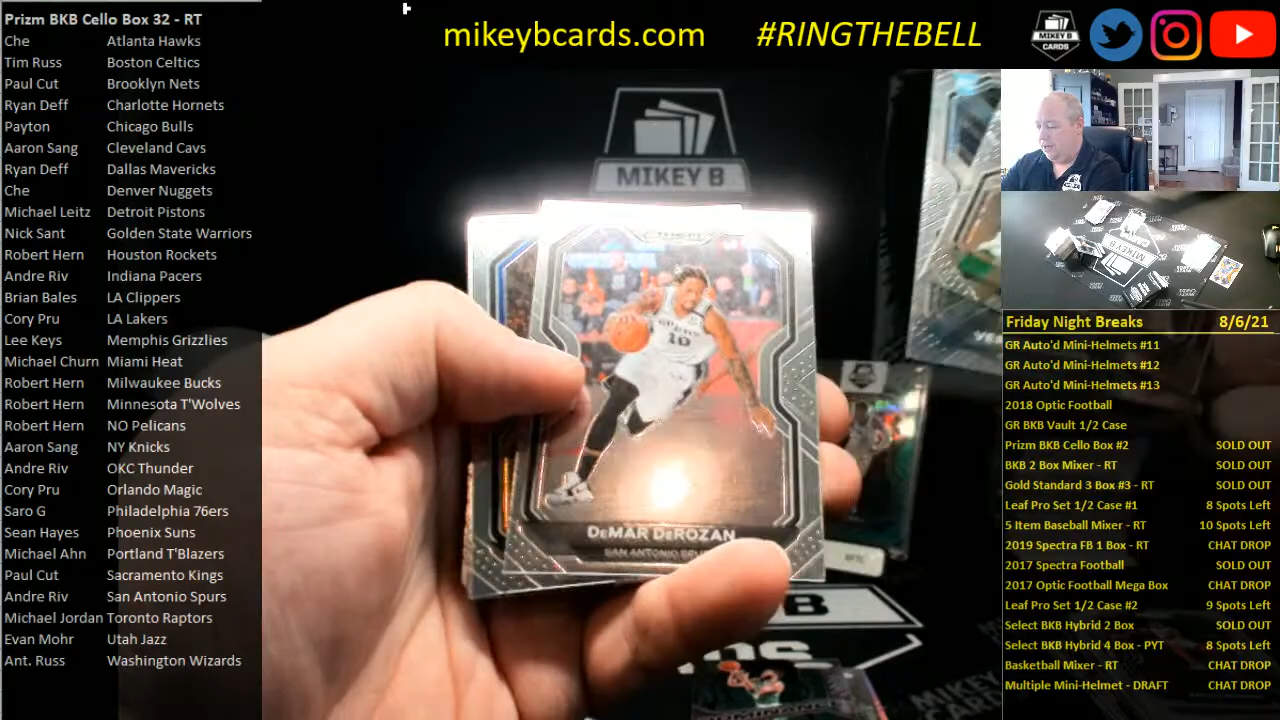 Prizm BKB Cello Box 32 - RT
Che Atlanta Hawks
Tim Russ Boston Celtics
Paul Cut Brooklyn Nets
Ryan Deff Charlotte Hornets
Payton Chicago Bulls
Aaron Sang Cleveland Cavs
Ryan Deff Dallas Mavericks
Che Denver Nuggets
Michael Leitz Detroit Pistons
Nick Sant Golden State Warriors
Robert Hern Houston Rockets
Andre Riv Indiana Pacers
Brian Bales LA Clippers
Cory Pru LA Lakers
Lee Keys Memphis Grizzlies
Michael Churn Miami Heat
Robert Hern Milwaukee Bucks
Robert Hern Minnesota T'Wolves
Robert Hern NO Pelicans
Aaron Sang NY Knicks
Andre Riv OKC Thunder
Cory Pru Orlando Magic
Saro G Philadelphia 76ers
Sean Hayes Phoenix Suns
Michael Ahn Portland T'Blazers
Paul Cut Sacramento Kings
Andre Riv San Antonio Spurs
Michael Jordan Toronto Raptors
Evan Mohr Utah Jazz
Ant. Russ Washington Wizards
mikeybcards.com #RINGTHEBELL
MIKEY B
CARDS
MIKEY B
PRIZM
SPURS
10
DeMAR DeROZAN
SAN ANTONIO SPURS
MIKEY B
Friday Night Breaks 8/6/21
GR Auto'd Mini-Helmets #11
GR Auto'd Mini-Helmets #12
GR Auto'd Mini-Helmets #13
2018 Optic Football
GR BKB Vault 1/2 Case
Prizm BKB Cello Box #2 SOLD OUT
BKB 2 Box Mixer - RT SOLD OUT
Gold Standard 3 Box #3 - RT SOLD OUT
Leaf Pro Set 1/2 Case #1 8 Spots Left
5 Item Baseball Mixer - RT 10 Spots Left
2019 Spectra FB 1 Box - RT CHAT DROP
2017 Spectra Football SOLD OUT
2017 Optic Football Mega Box CHAT DROP
Leaf Pro Set 1/2 Case #2 9 Spots Left
Select BKB Hybrid 2 Box SOLD OUT
Select BKB Hybrid 4 Box - PYT 8 Spots Left
Basketball Mixer - RT CHAT DROP
Multiple Mini-Helmet - DRAFT CHAT DROP